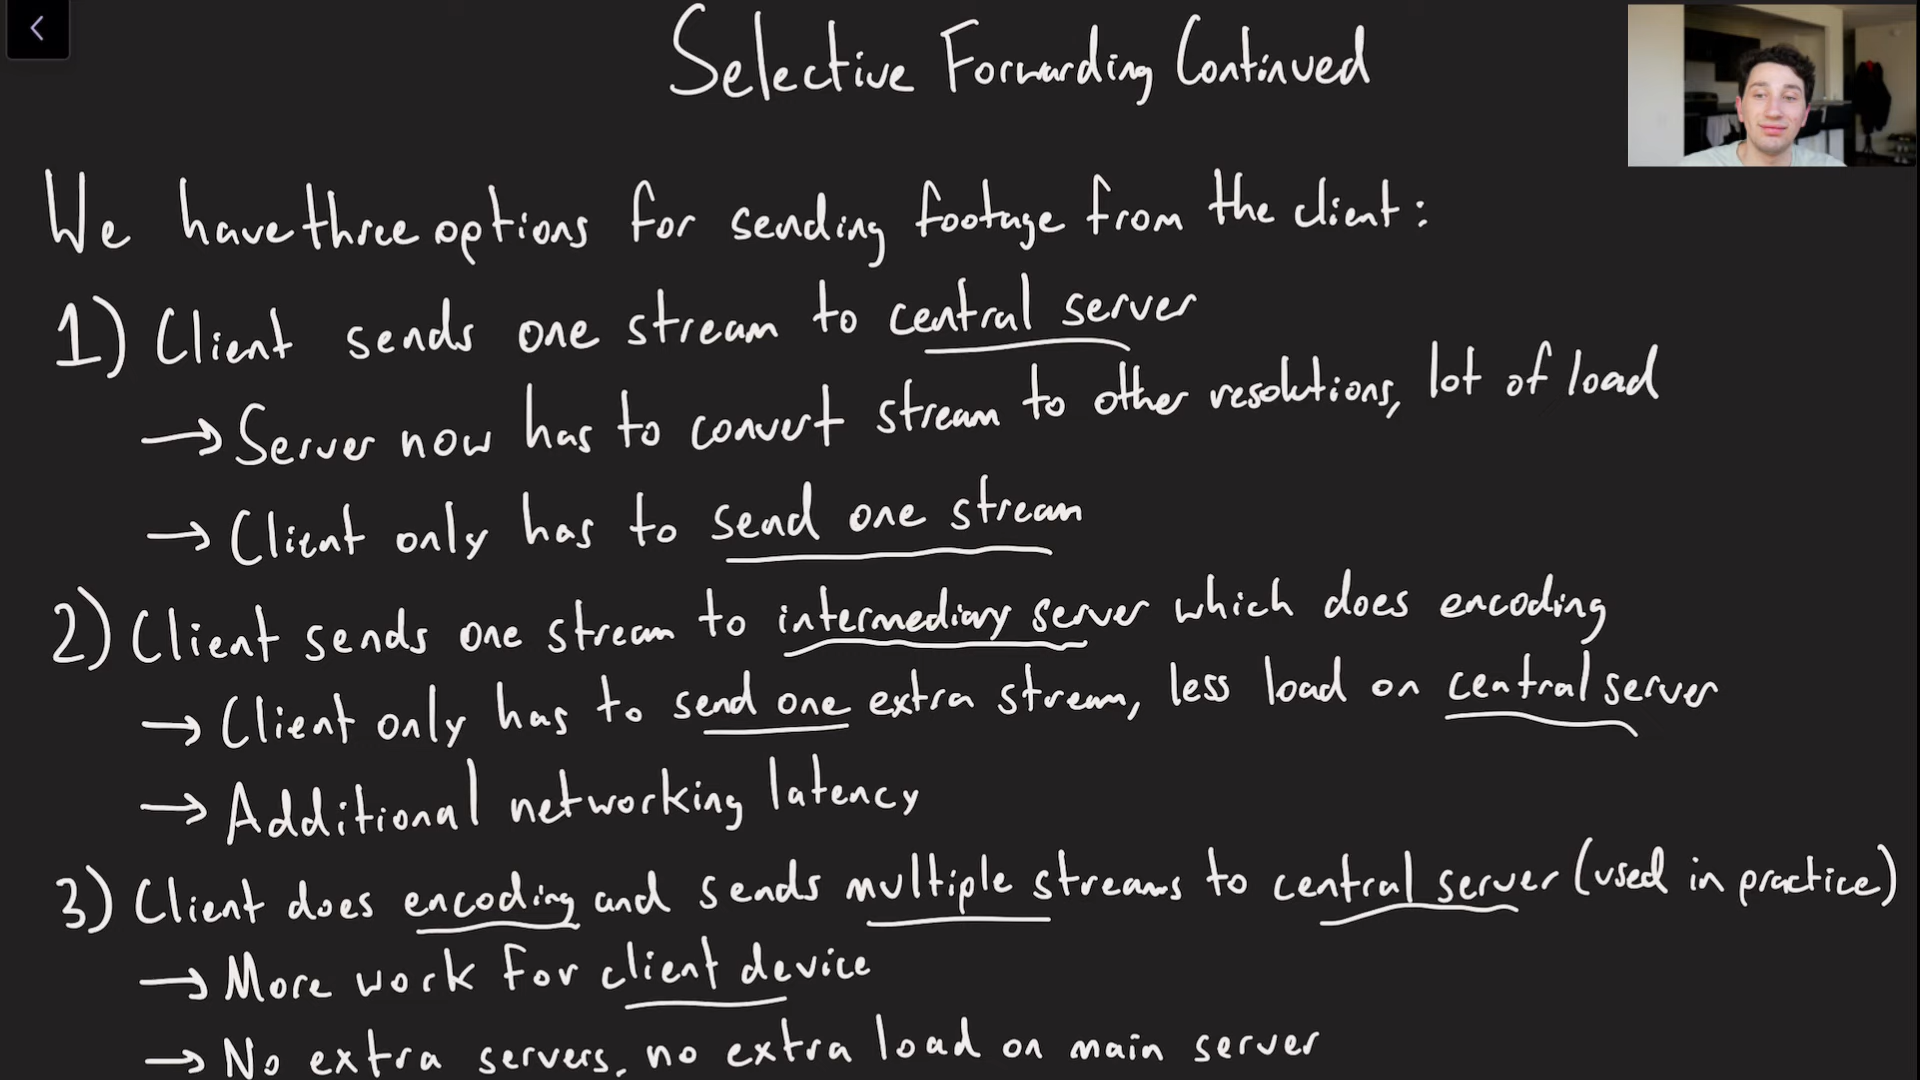 Selective Forwarding Continued
We have three options for sending footage from the client:
1) Client sends one stream to central server
→ Server now has to convert stream to other resolutions, lot of load
→ Client only has to send one stream
2) Client sends one stream to intermediary server which does encoding
→ Client only has to send one extra stream, less load on central server
→ Additional networking latency
3) Client does encoding and sends multiple streams to central server (used in practice)
→ More work for client device
→ No extra servers, no extra load on main server